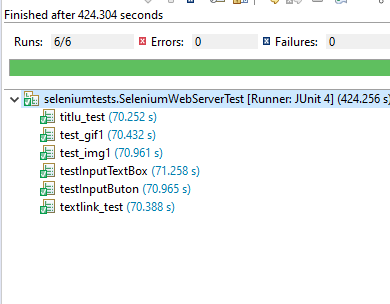 Finished after 424.304 seconds
Runs: 6/6 Errors: 0 Failures: 0
seleniumtests.SeleniumWebServerTest [Runner: JUnit 4] (424.256 s)
titlu_test (70.252 s)
test_gif1 (70.432 s)
test_img1 (70.961 s)
testInputTextBox (71.258 s)
testInputButon (70.965 s)
textlink_test (70.388 s)